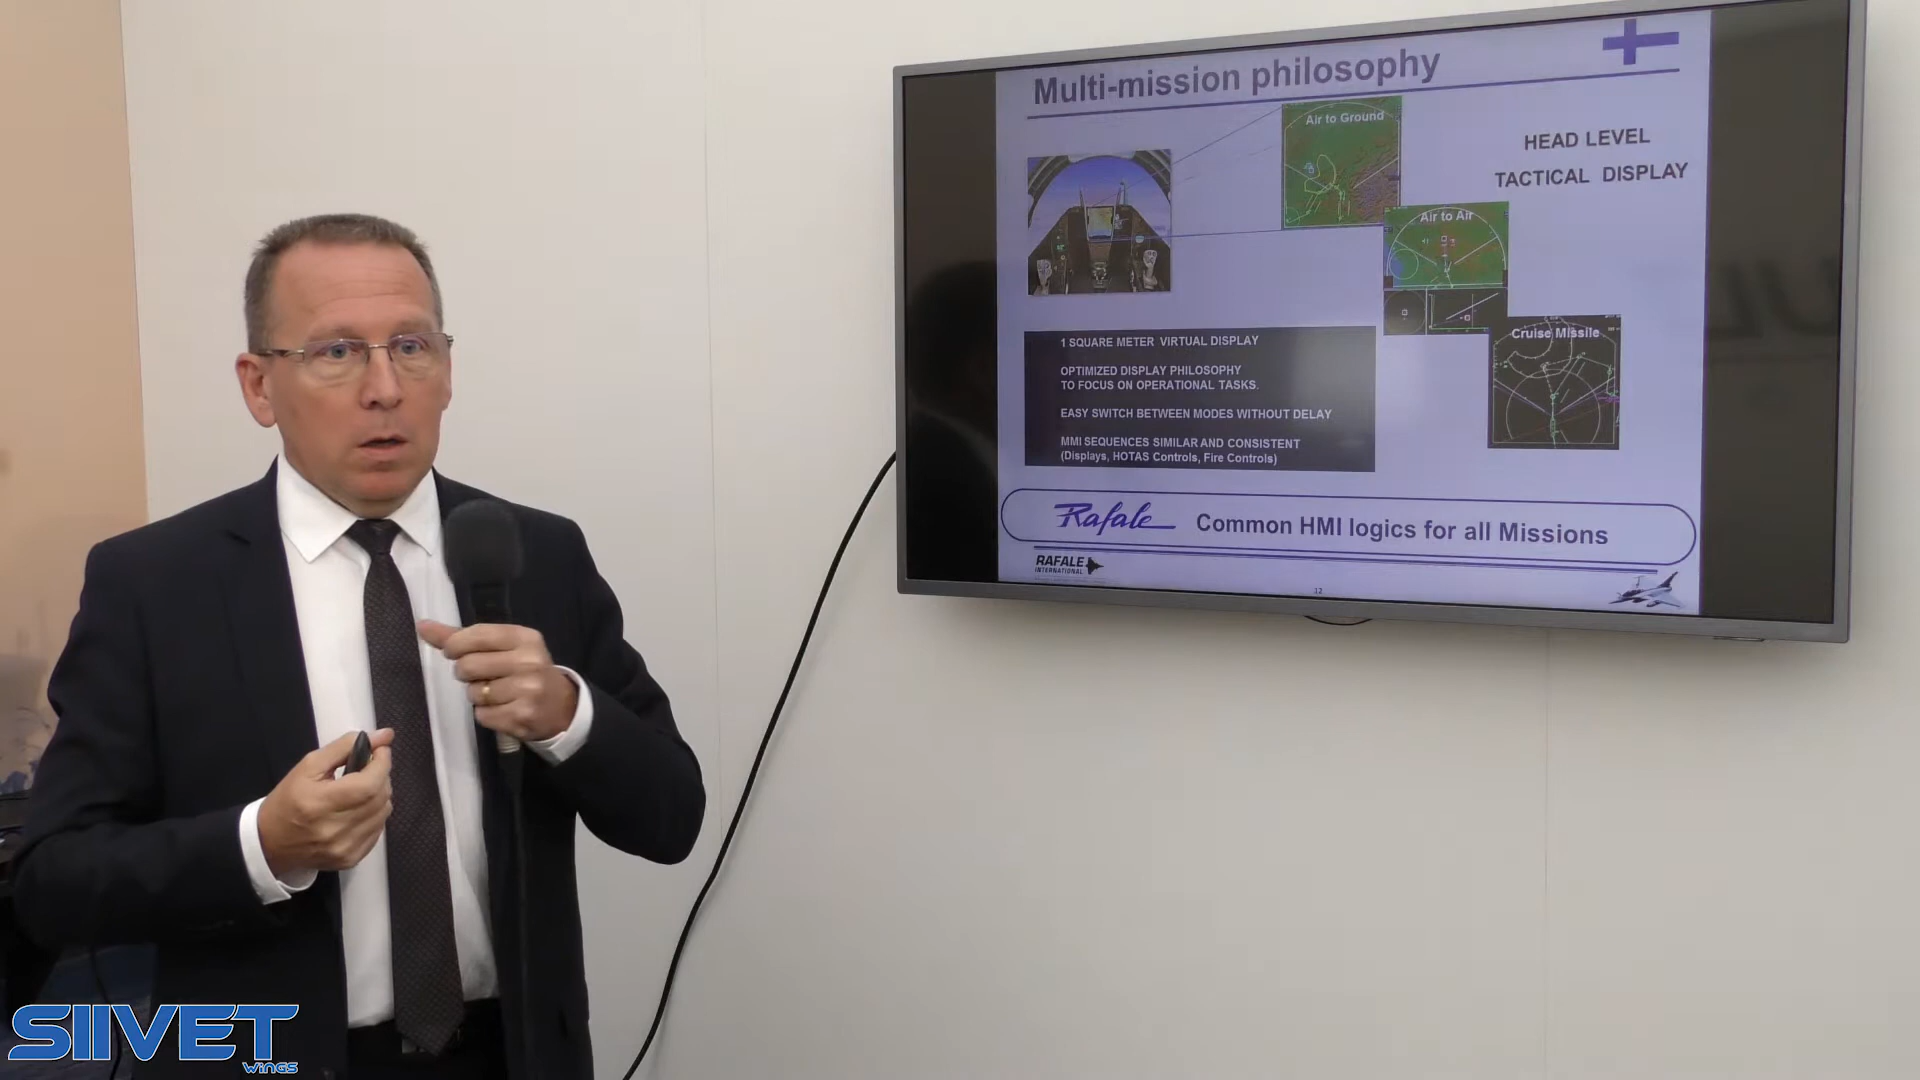 Multi-mission philosophy
Air to Ground
HEAD LEVEL
TACTICAL DISPLAY
Air to Air
Cruise Missile
1 SQUARE METER VIRTUAL DISPLAY
OPTIMIZED DISPLAY PHILOSOPHY
TO FOCUS ON OPERATIONAL TASKS.
EASY SWITCH BETWEEN MODES WITHOUT DELAY
MMI SEQUENCES SIMILAR AND CONSISTENT
(Displays, HOTAS Controls, Fire Controls)
Rafale Common HMI logics for all Missions
RAFALE
INTERNATIONAL
12
SIIVET
WINGS